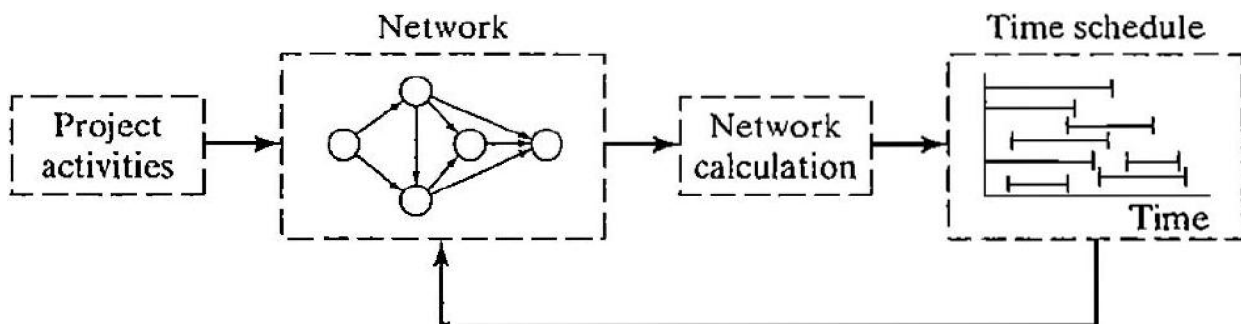 Network
Time schedule
Project
activities
Network
calculation
Time